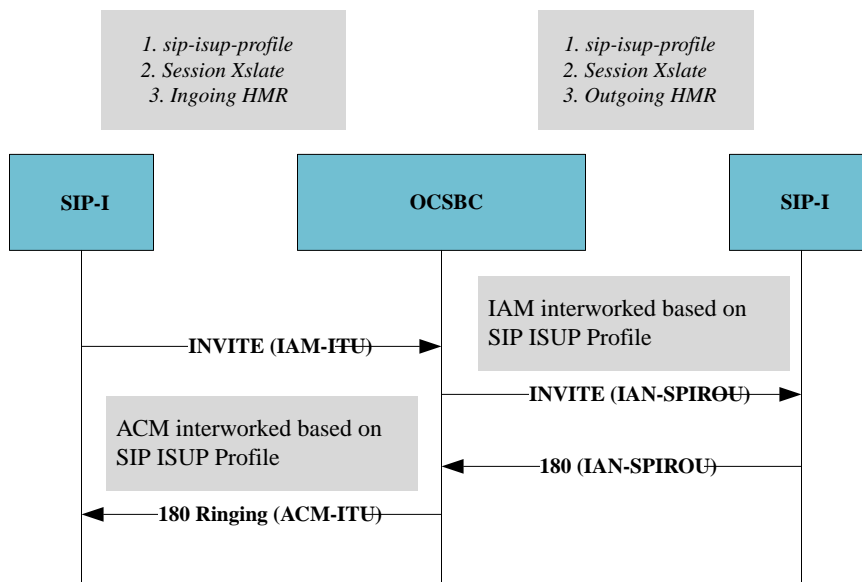 1. sip-isup-profile
2. Session Xslate
3. Ingoing HMR
1. sip-isup-profile
2. Session Xslate
3. Outgoing HMR
SIP-I
OCSBC
SIP-I
IAM interworked based on
SIP ISUP Profile
INVITE (IAM-ITU)
INVITE (IAN-SPIROU)
ACM interworked based on
SIP ISUP Profile
180 (IAN-SPIROU)
180 Ringing (ACM-ITU)